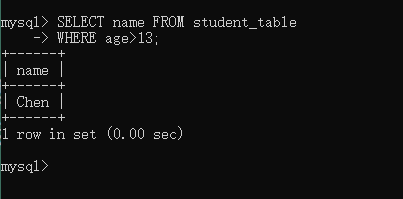 mysql> SELECT name FROM student_table
    -> WHERE age>13;
+------+
| name |
+------+
| Chen |
+------+
1 row in set (0.00 sec)
mysql>